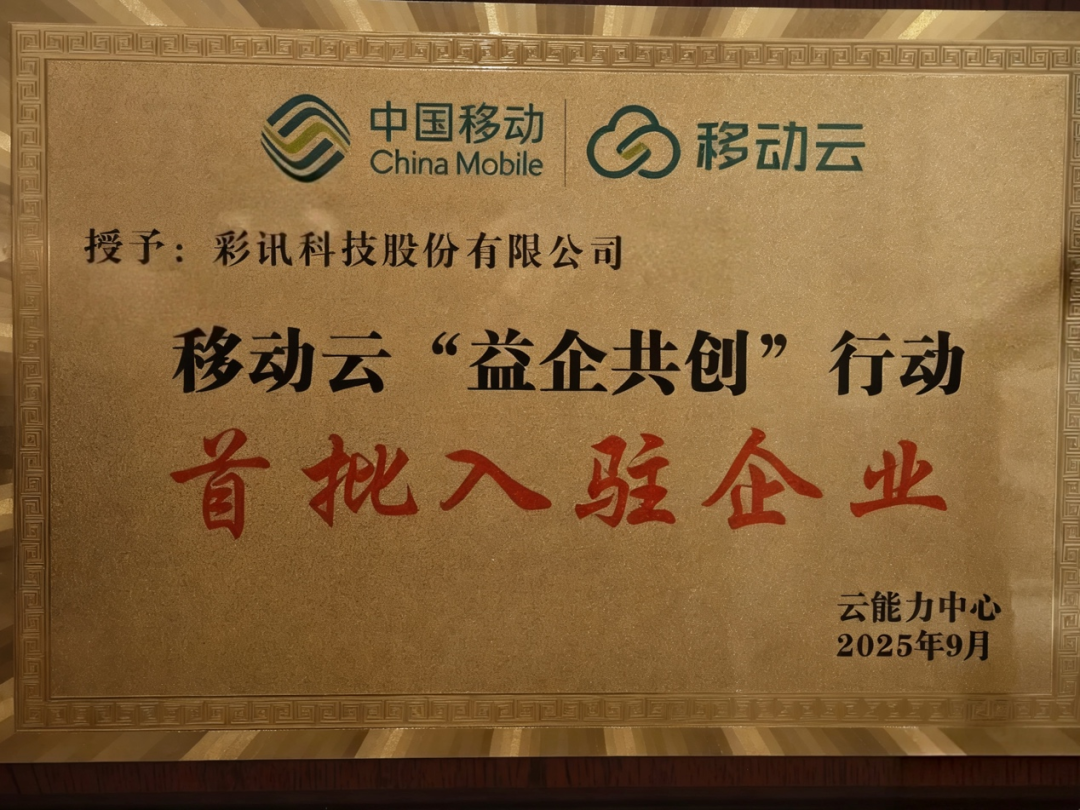 中国移动
China Mobile
移动云
授予：彩讯科技股份有限公司
移动云“益企共创”行动
首批入驻企业
云能力中心
2025年9月